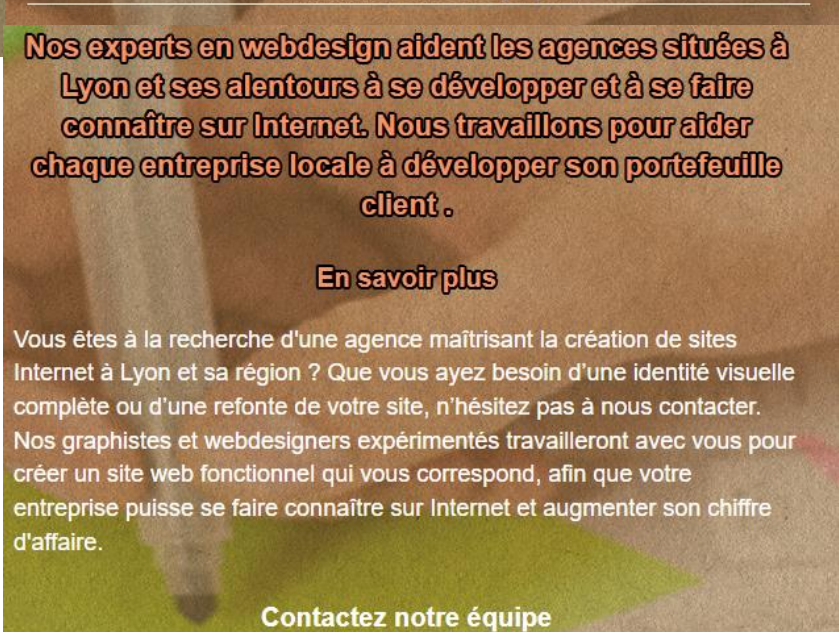 Nos experts en webdesign aident les agences situées à
Lyon et ses alentours à se développer et à se faire
connaître sur Internet. Nous travaillons pour aider
chaque entreprise locale à développer son portefeuille
client .
En savoir plus
Vous êtes à la recherche d'une agence maîtrisant la création de sites
Internet à Lyon et sa région ? Que vous ayez besoin d’une identité visuelle
complète ou d’une refonte de votre site, n’hésitez pas à nous contacter.
Nos graphistes et webdesigners expérimentés travailleront avec vous pour
créer un site web fonctionnel qui vous correspond, afin que votre
entreprise puisse se faire connaître sur Internet et augmenter son chiffre
d'affaire.
Contactez notre équipe